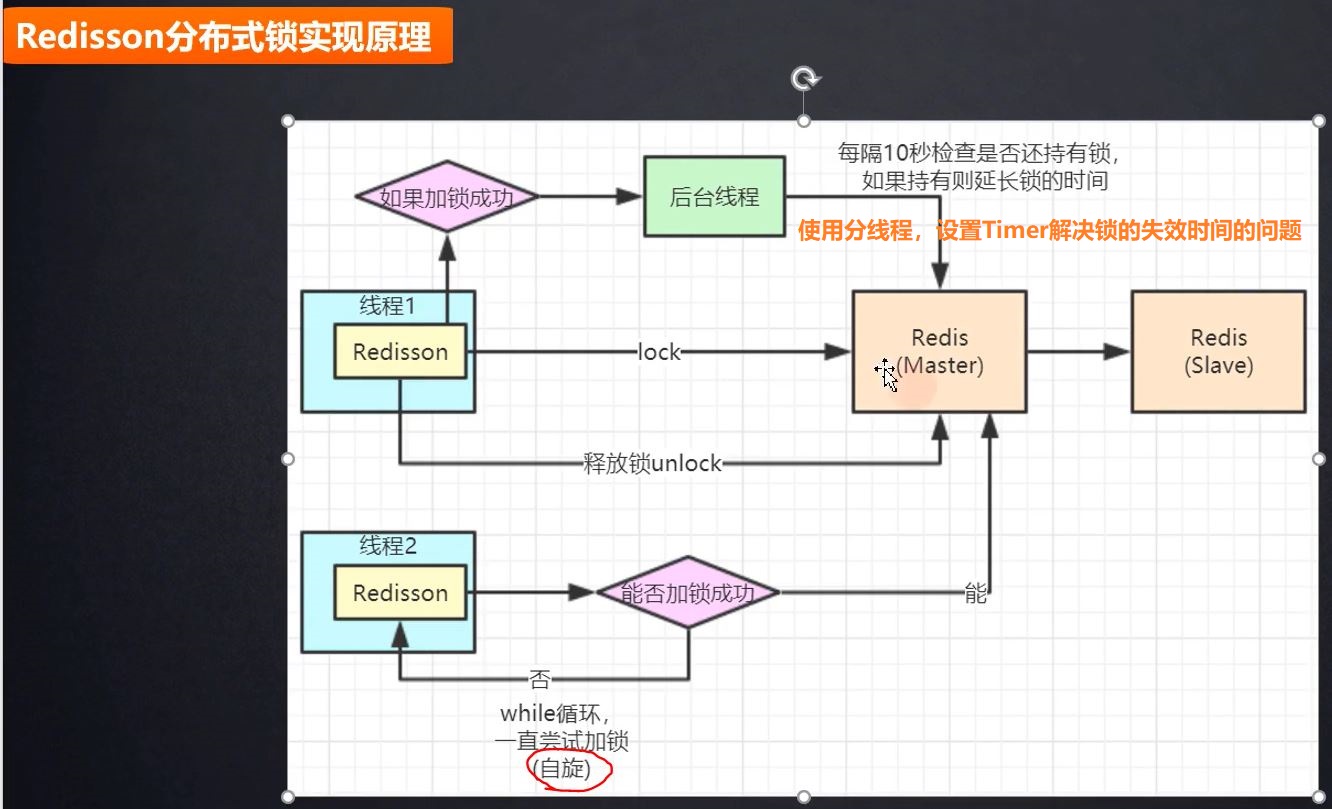 Redisson分布式锁实现原理
每隔10秒检查是否还持有锁，
如果持有则延长锁的时间
如果加锁成功
后台线程
使用分线程，设置Timer解决锁的失效时间的问题
线程1
Redisson
lock
Redis
(Master)
Redis
(Slave)
释放锁unlock
线程2
Redisson
能否加锁成功
能
否
while循环，
一直尝试加锁
(自旋)